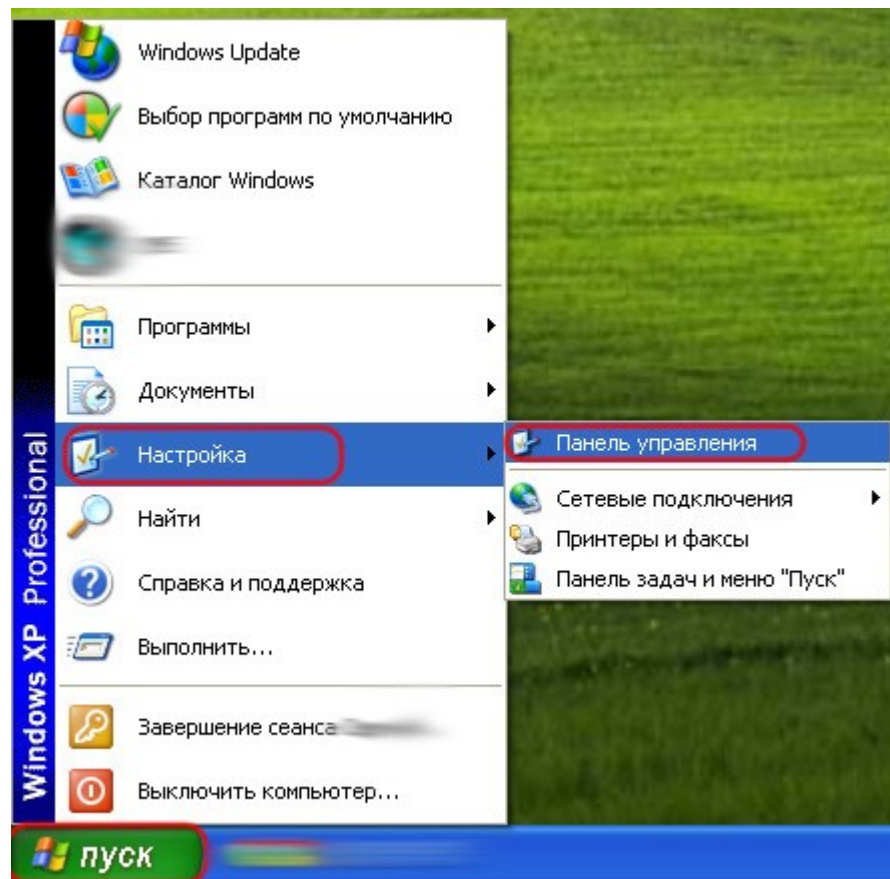 Windows Update
Выбор программ по умолчанию
Каталог Windows
Программы
Документы
Настройка
Найти
Справка и поддержка
Выполнить...
Завершение сеанса
Выключить компьютер...
Панель управления
Сетевые подключения
Принтеры и факсы
Панель задач и меню "Пуск"
Windows XP Professional
пуск